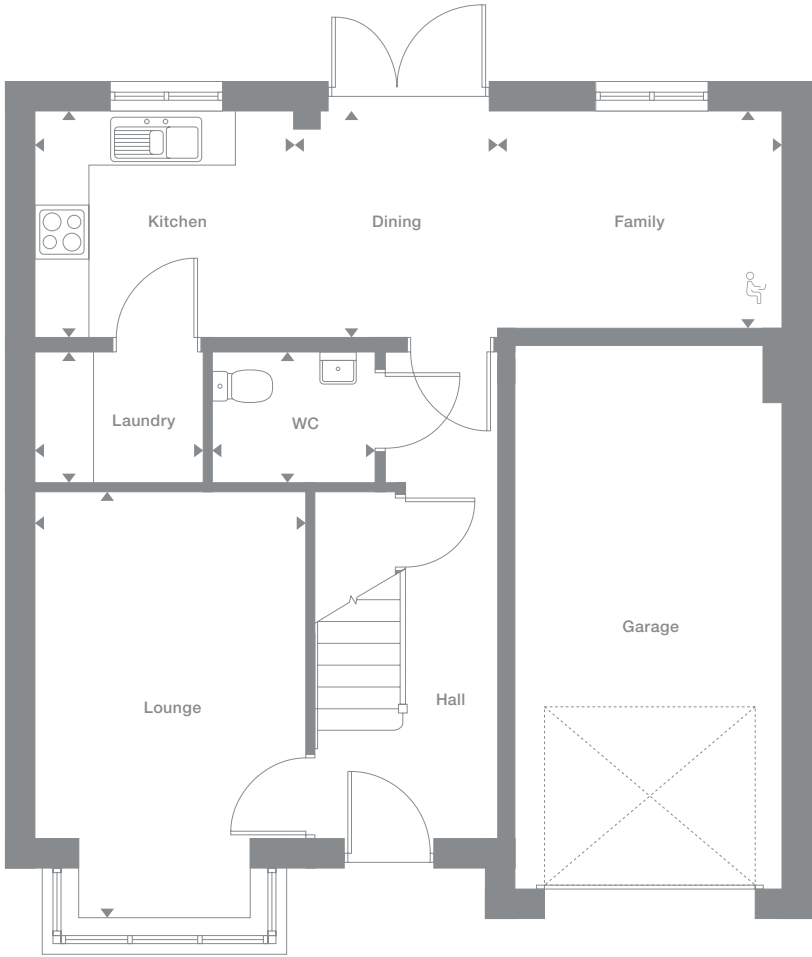 Kitchen
Dining
Family
Laundry
WC
Garage
Hall
Lounge